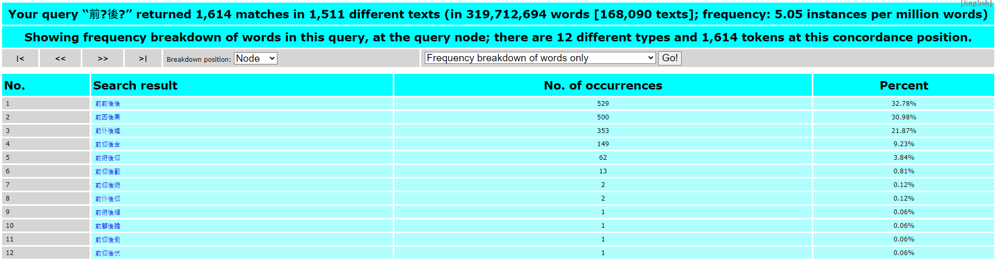 [English]
Your query “前?後?” returned 1,614 matches in 1,511 different texts (in 319,712,694 words [168,090 texts]; frequency: 5.05 instances per million words)
Showing frequency breakdown of words in this query, at the query node; there are 12 different types and 1,614 tokens at this concordance position.
|< << >> >| Breakdown position: Node Frequency breakdown of words only Go!
No. Search result No. of occurrences Percent
1 前前後後 529 32.78%
2 前因後果 500 30.98%
3 前仆後繼 353 21.87%
4 前仰後合 149 9.23%
5 前俯後仰 62 3.84%
6 前仰後翻 13 0.81%
7 前仰後俯 2 0.12%
8 前仆後仰 2 0.12%
9 前俯後傾 1 0.06%
10 前顧後瞻 1 0.06%
11 前仰後倒 1 0.06%
12 前仰後伏 1 0.06%